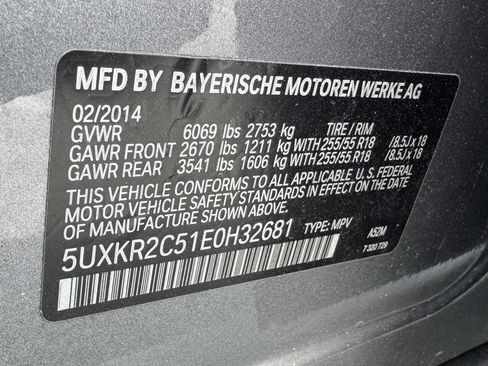 MFD BY BAYERISCHE MOTOREN WERKE AG
02/2014
GVWR 6069 lbs 2753 kg TIRE / RIM
GAWR FRONT 2670 lbs 1211 kg WITH 255/55 R18 / 8.5J x 18
GAWR REAR 3541 lbs 1606 kg WITH 255/55 R18 / 8.5J x 18
THIS VEHICLE CONFORMS TO ALL APPLICABLE U.S. FEDERAL
MOTOR VEHICLE SAFETY STANDARDS IN EFFECT ON THE
DATE OF MANUFACTURE SHOWN ABOVE.
5UXKR2C51E0H32681 TYPE: MPV A52M
7 320 729